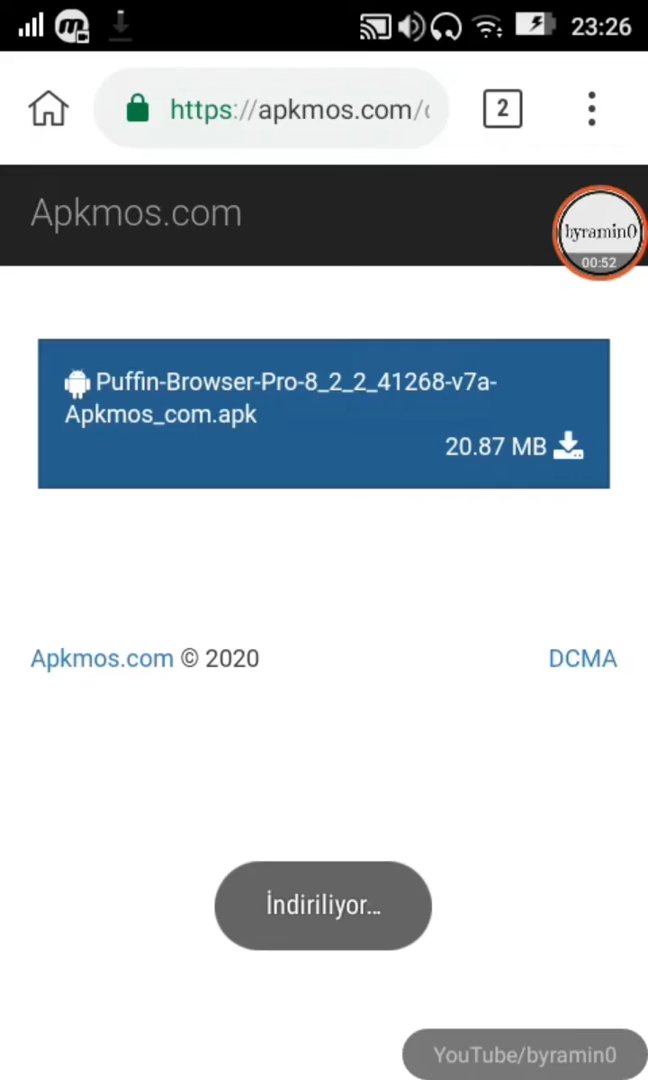 23:26
https://apkmos.com/
2
Apkmos.com
byramin0
00:52
Puffin-Browser-Pro-8_2_2_41268-v7a-
Apkmos_com.apk
20.87 MB
Apkmos.com © 2020
DCMA
İndiriliyor...
YouTube/byramin0